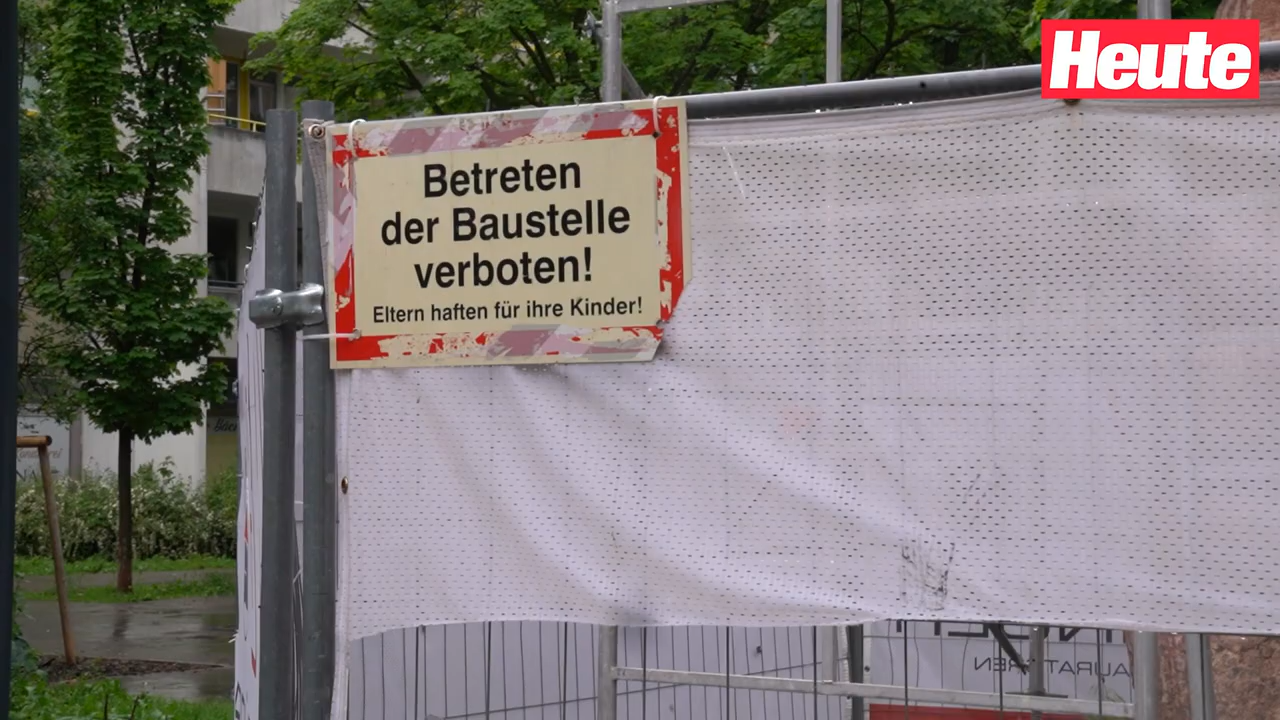 Heute
Betreten
der Baustelle
verboten!
Eltern haften für ihre Kinder!